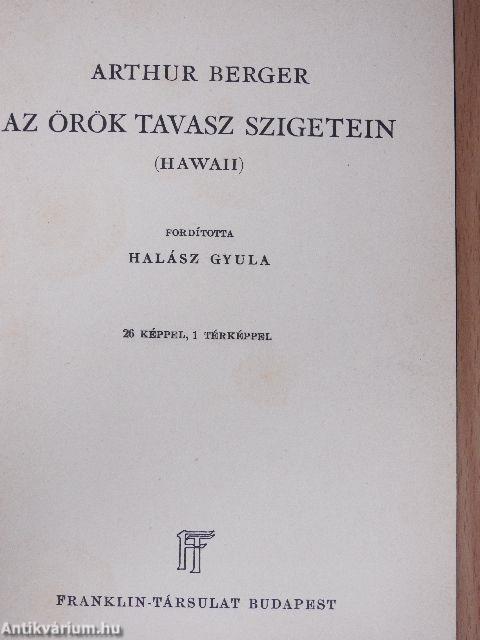 ARTHUR BERGER
AZ ÖRÖK TAVASZ SZIGETEIN
(HAWAII)
FORDÍTOTTA
HALÁSZ GYULA
26 KÉPPEL, 1 TÉRKÉPPEL
FT
FRANKLIN-TÁRSULAT BUDAPEST
Antikvárium.hu